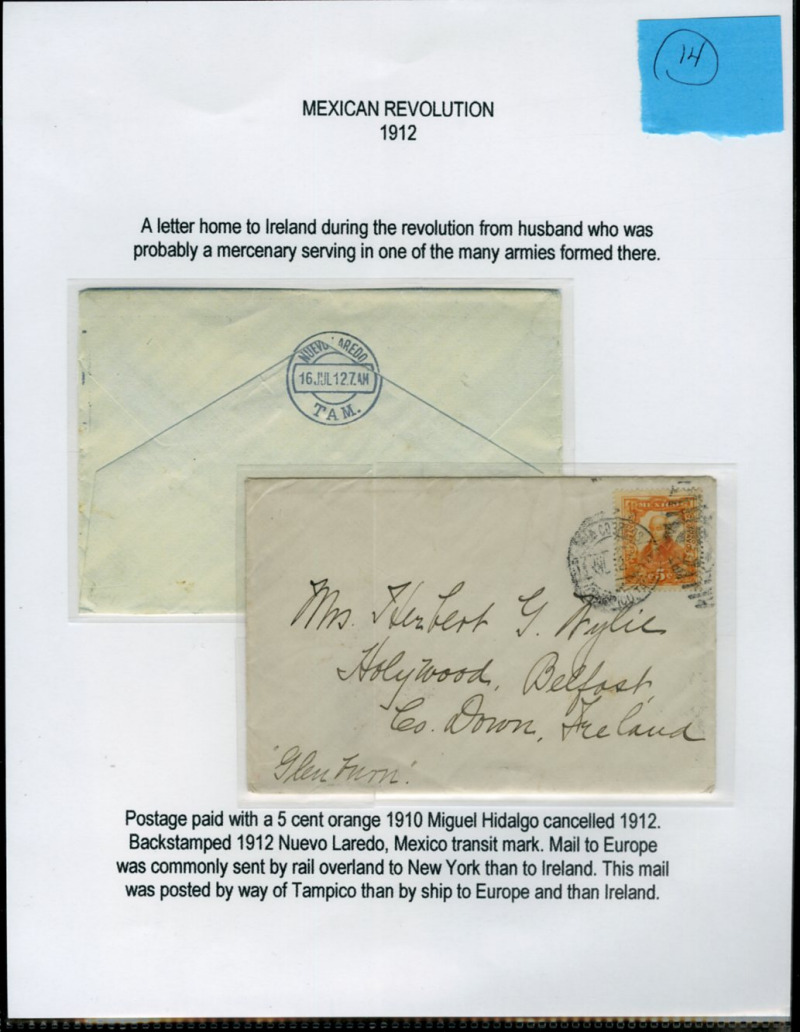 14
MEXICAN REVOLUTION
1912
A letter home to Ireland during the revolution from husband who was
probably a mercenary serving in one of the many armies formed there.
NUEVO LAREDO
16 JUL 12 7 AM
TAM.
MEXICO
Mrs. Herbert G. Wylie
Holywood, Belfast,
Co. Down, Ireland
Postage paid with a 5 cent orange 1910 Miguel Hidalgo cancelled 1912.
Backstamped 1912 Nuevo Laredo, Mexico transit mark. Mail to Europe
was commonly sent by rail overland to New York than to Ireland. This mail
was posted by way of Tampico than by ship to Europe and than Ireland.